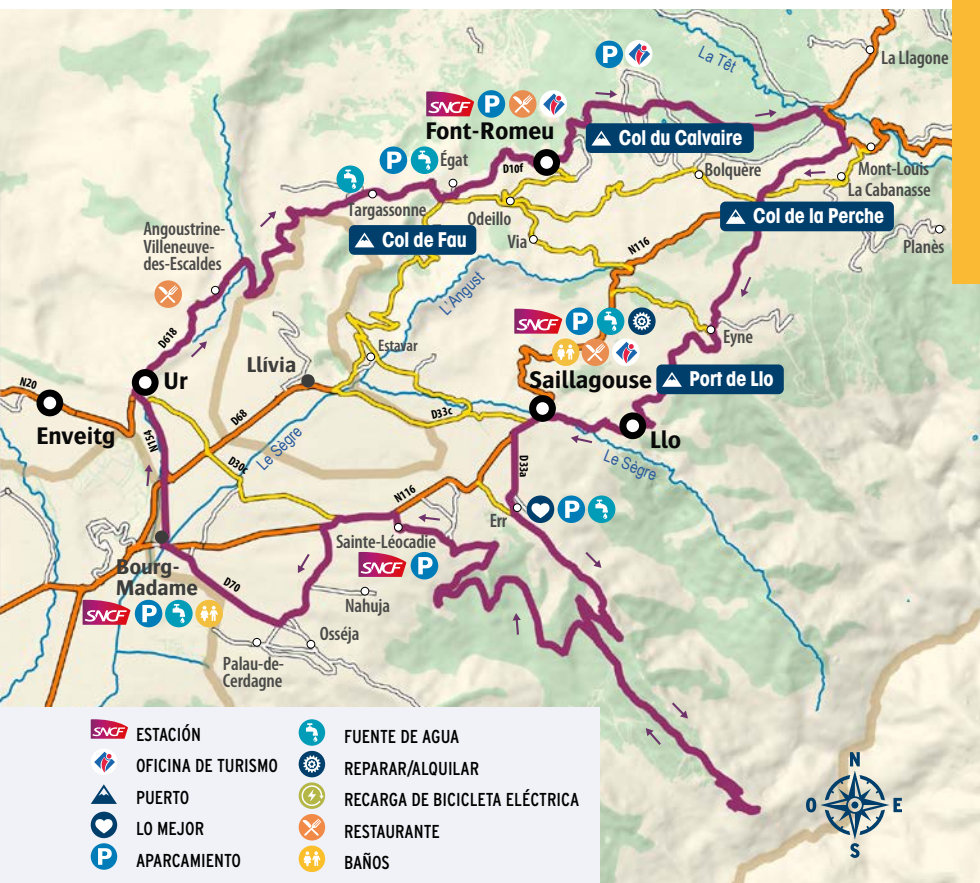 La Têt
La Llagone
SNCF
P
P
Font-Romeu
Col du Calvaire
P
Égat
D10f
Mont-Louis
Bolquère
La Cabanasse
Targassonne
Odeillo
Col de la Perche
Angoustrine-
Villeneuve-
des-Escaldes
Col de Fau
Via
N116
Planès
L'Angust
D618
SNCF
P
Eyne
Estavar
Llívia
Ur
Saillagouse
Port de Llo
N20
Enveitg
D68
D33c
Llo
N154
Le Sègre
D30c
D33a
Le Sègre
N116
Err
P
Sainte-Léocadie
SNCF
P
Bourg-
Madame
D70
Nahuja
SNCF
P
Osséja
Palau-de-
Cerdagne
SNCF ESTACIÓN
OFICINA DE TURISMO
PUERTO
LO MEJOR
P APARCAMIENTO
FUENTE DE AGUA
REPARAR/ALQUILAR
RECARGA DE BICICLETA ELÉCTRICA
RESTAURANTE
BAÑOS
N
O
E
S